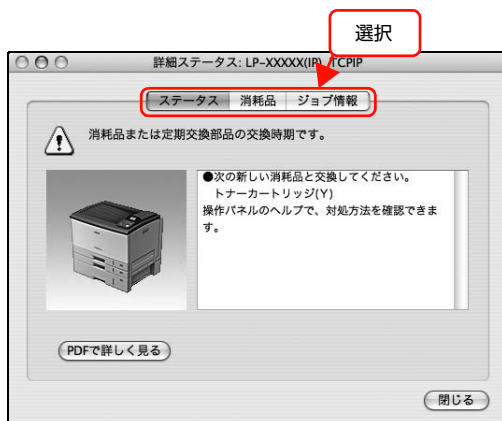 選択
詳細ステータス: LP-XXXXX(IP) TCPIP
ステータス 消耗品 ジョブ情報
消耗品または定期交換部品の交換時期です。
●次の新しい消耗品と交換してください。
トナーカートリッジ(Y)
操作パネルのヘルプで、対処方法を確認できま
す。
PDFで詳しく見る
閉じる